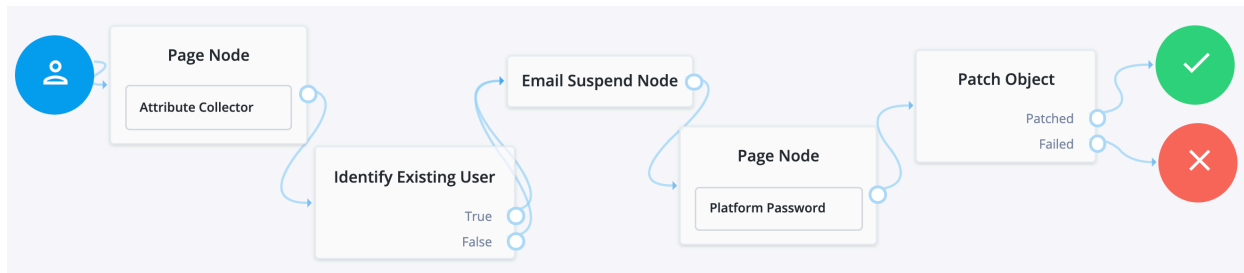 Page Node
Attribute Collector
Identify Existing User
True
False
Email Suspend Node
Page Node
Platform Password
Patch Object
Patched
Failed